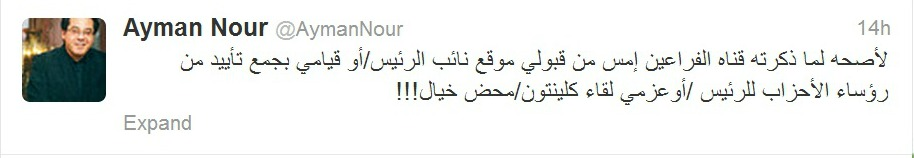 Ayman Nour @AymanNour 14h
لأصحه لما ذكرته قناه الفراعين إمس من قبولي موقع نائب الرئيس/أو قيامي بجمع تأييد من
رؤساء الأحزاب للرئيس /أوعزمي لقاء كلينتون/محض خيال!!!
Expand